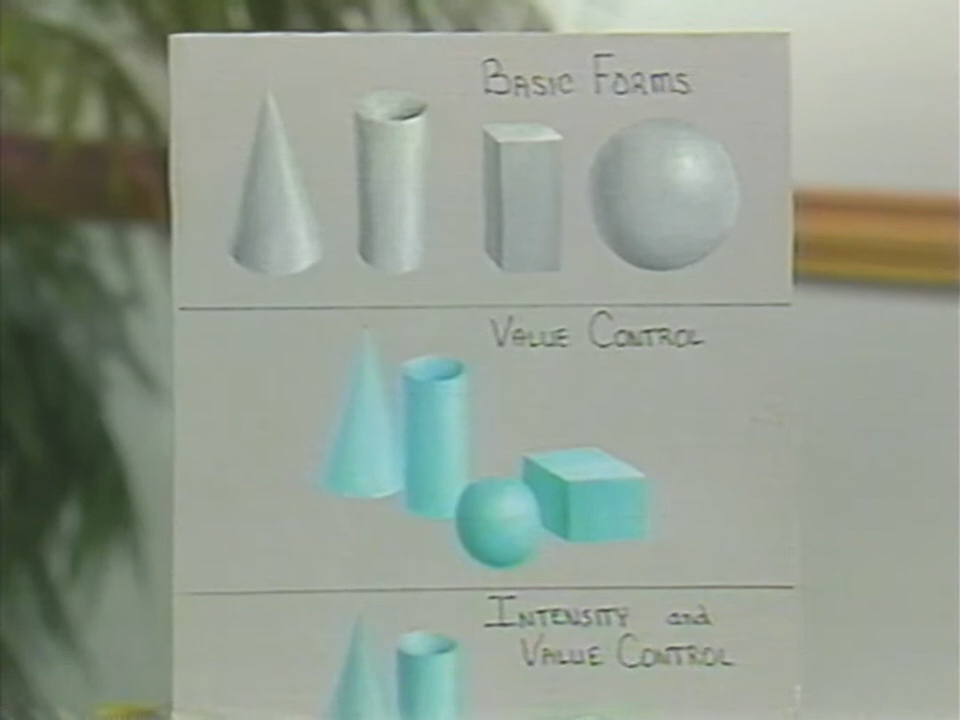 Basic Forms
Value Control
Intensity and
Value Control